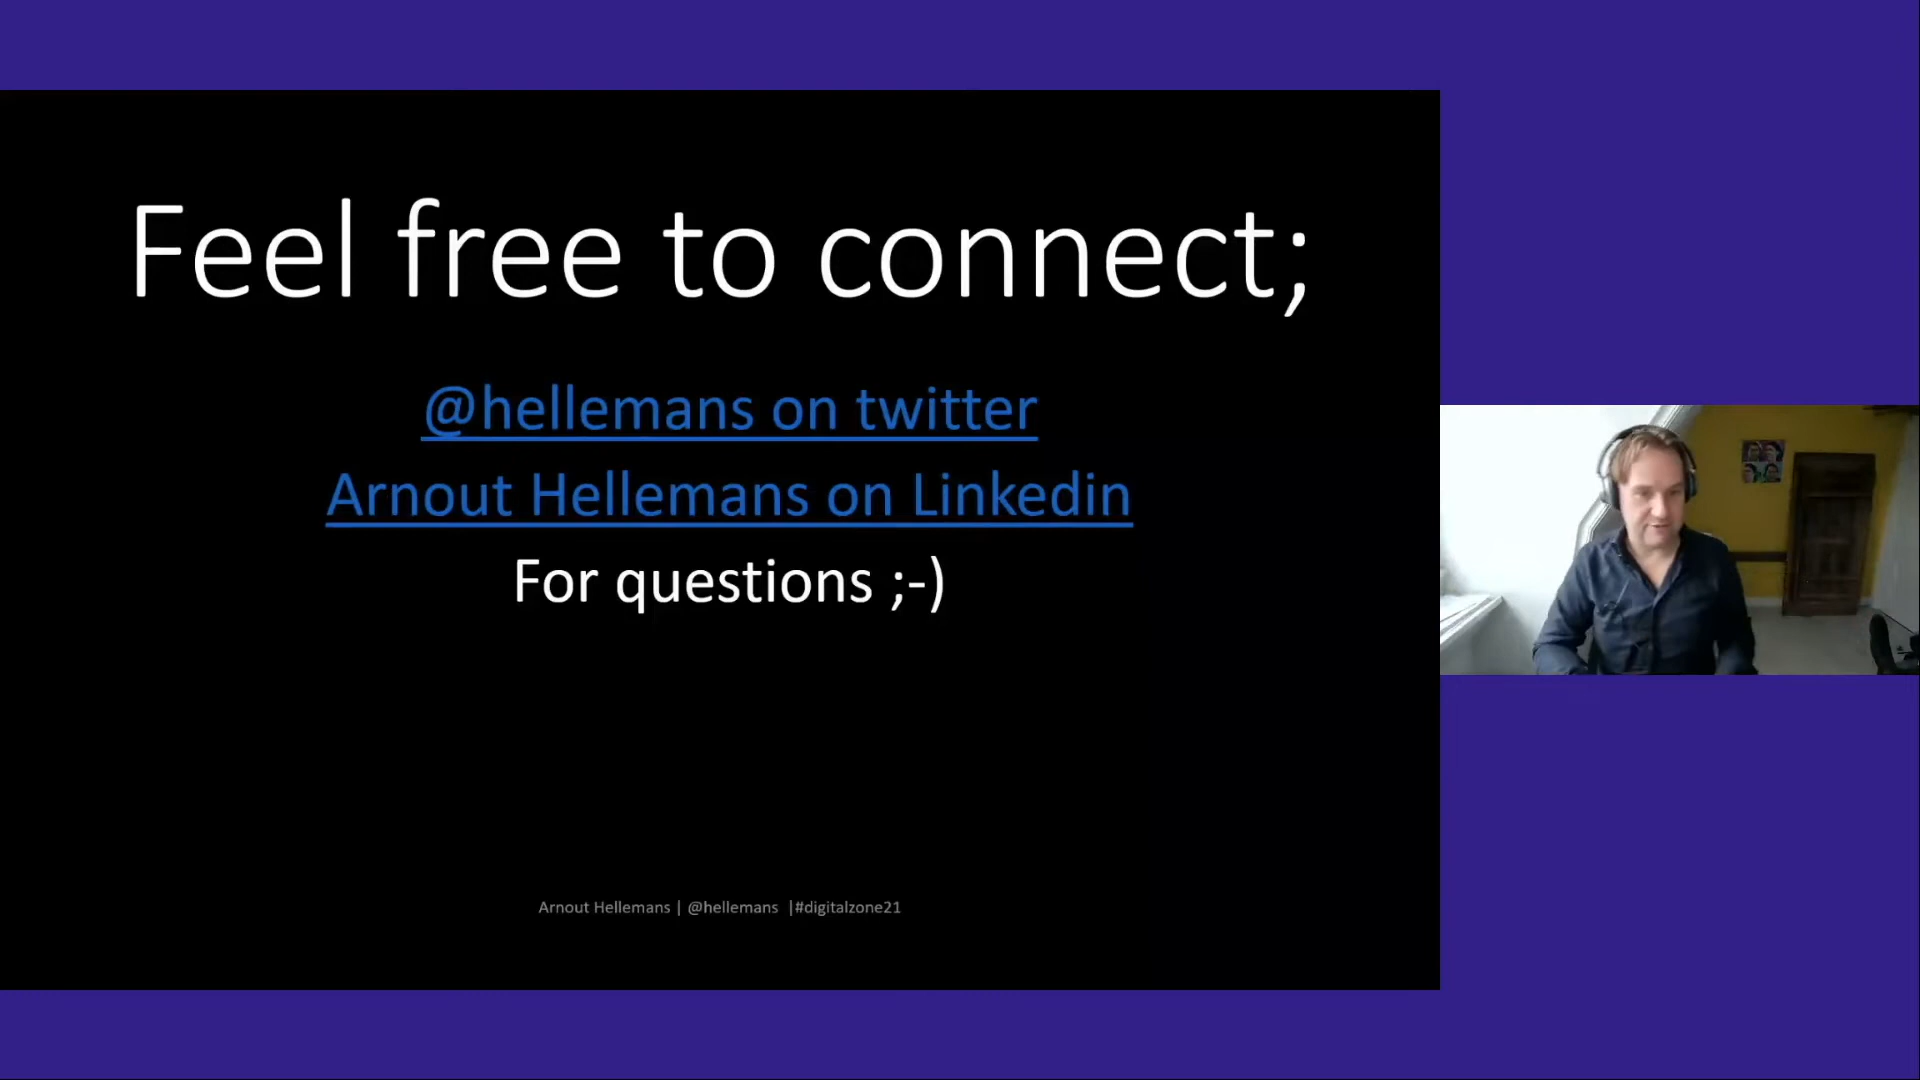 Feel free to connect;
@hellemans on twitter
Arnout Hellemans on Linkedin
For questions ;-)
Arnout Hellemans | @hellemans |#digitalzone21